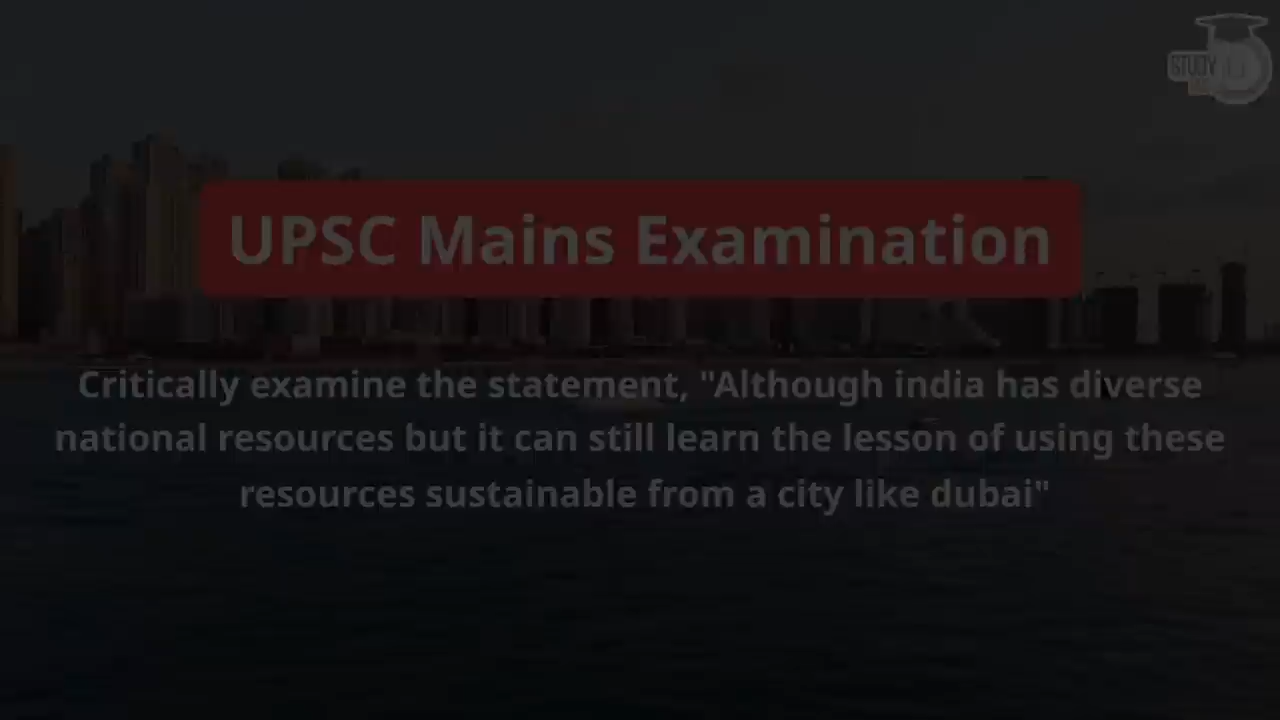 STUDY
UPSC Mains Examination
Critically examine the statement, "Although india has diverse
national resources but it can still learn the lesson of using these
resources sustainable from a city like dubai"